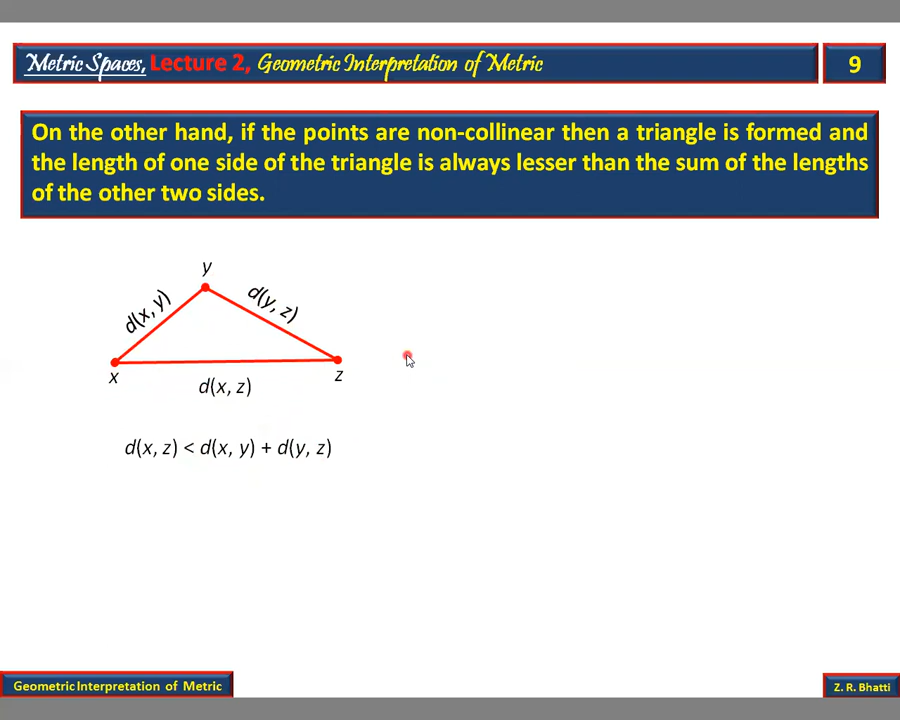 Metric Spaces, Lecture 2, Geometric Interpretation of Metric
9
On the other hand, if the points are non-collinear then a triangle is formed and
the length of one side of the triangle is always lesser than the sum of the lengths
of the other two sides.
y
d(x, y)
d(y, z)
x
z
d(x, z)
d(x, z) < d(x, y) + d(y, z)
Geometric Interpretation of Metric
Z. R. Bhatti